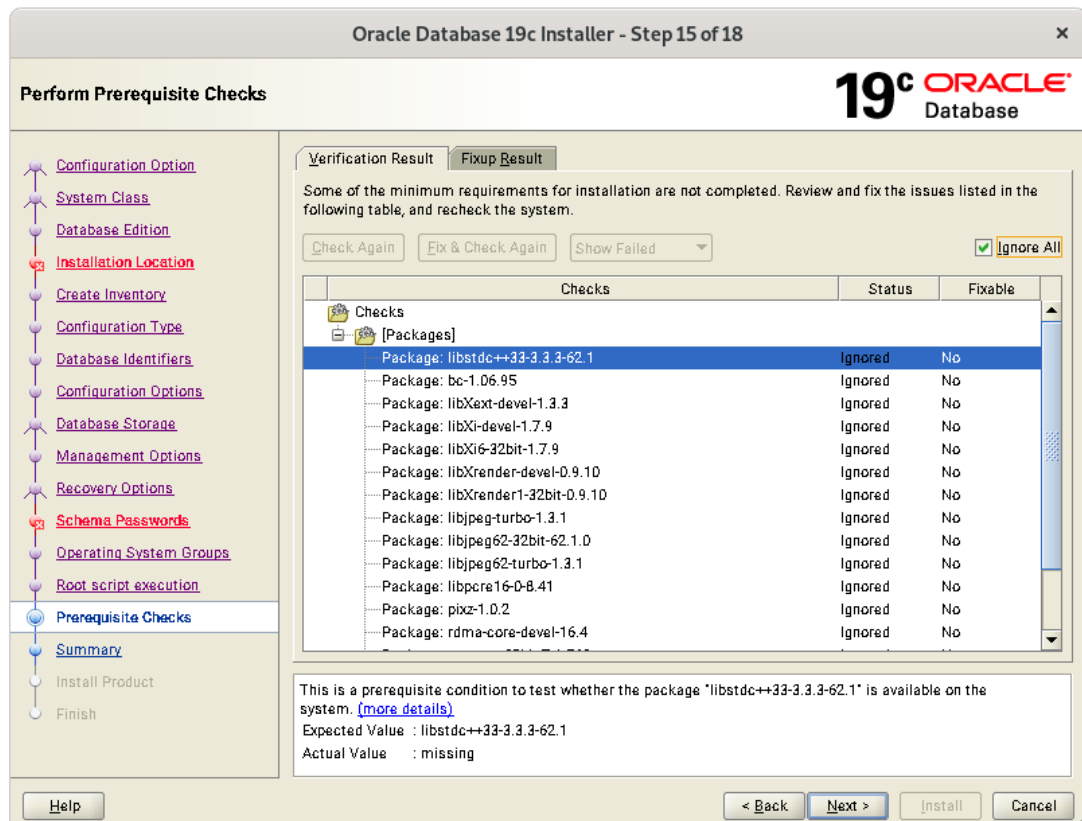 Oracle Database 19c Installer - Step 15 of 18
Perform Prerequisite Checks
19c ORACLE
Database
Configuration Option
System Class
Database Edition
Installation Location
Create Inventory
Configuration Type
Database Identifiers
Configuration Options
Database Storage
Management Options
Recovery Options
Schema Passwords
Operating System Groups
Root script execution
Prerequisite Checks
Summary
Install Product
Finish
Verification Result Fixup Result
Some of the minimum requirements for installation are not completed. Review and fix the issues listed in the
following table, and recheck the system.
Check Again Fix & Check Again Show Failed Ignore All
Checks Status Fixable
Checks
[Packages]
Package: libstdc++33-3.3.3-62.1 Ignored No
Package: bc-1.06.95 Ignored No
Package: libXext-devel-1.3.3 Ignored No
Package: libXi-devel-1.7.9 Ignored No
Package: libXi6-32bit-1.7.9 Ignored No
Package: libXrender-devel-0.9.10 Ignored No
Package: libXrender1-32bit-0.9.10 Ignored No
Package: libjpeg-turbo-1.3.1 Ignored No
Package: libjpeg62-32bit-62.1.0 Ignored No
Package: libjpeg62-turbo-1.3.1 Ignored No
Package: libpcre16-0-8.41 Ignored No
Package: pixz-1.0.2 Ignored No
Package: rdma-core-devel-16.4 Ignored No
This is a prerequisite condition to test whether the package "libstdc++33-3.3.3-62.1" is available on the
system. (more details)
Expected Value : libstdc++33-3.3.3-62.1
Actual Value : missing
Help < Back Next > Install Cancel